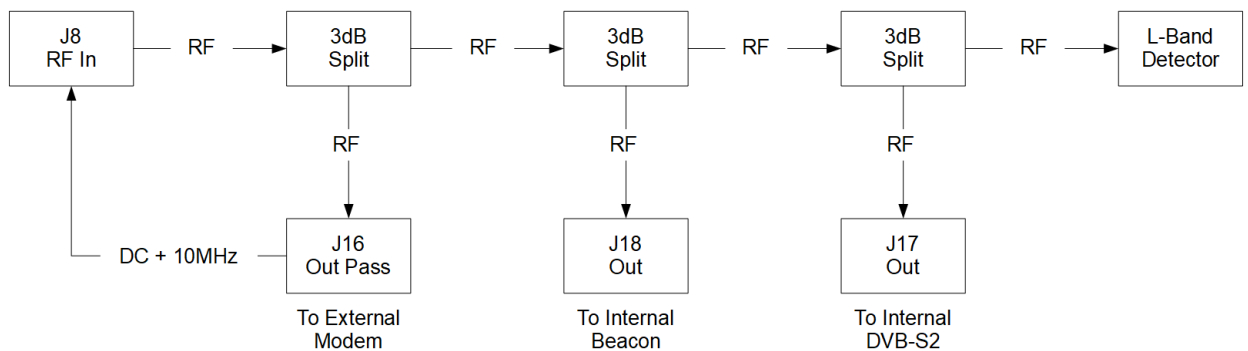 J8
RF In
RF
3dB
Split
RF
3dB
Split
RF
3dB
Split
RF
L-Band
Detector
RF
RF
RF
DC + 10MHz
J16
Out Pass
J18
Out
J17
Out
To External
Modem
To Internal
Beacon
To Internal
DVB-S2